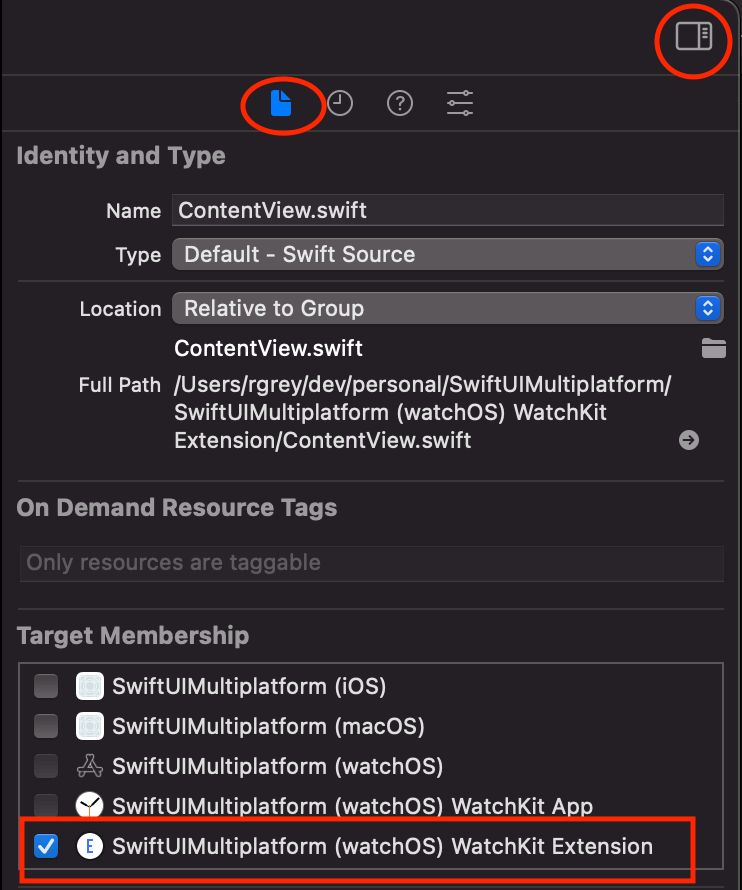 Identity and Type
Name ContentView.swift
Type Default - Swift Source
Location Relative to Group
ContentView.swift
Full Path /Users/rgrey/dev/personal/SwiftUIMultiplatform/
SwiftUIMultiplatform (watchOS) WatchKit
Extension/ContentView.swift
On Demand Resource Tags
Only resources are taggable
Target Membership
SwiftUIMultiplatform (iOS)
SwiftUIMultiplatform (macOS)
SwiftUIMultiplatform (watchOS)
SwiftUIMultiplatform (watchOS) WatchKit App
E SwiftUIMultiplatform (watchOS) WatchKit Extension